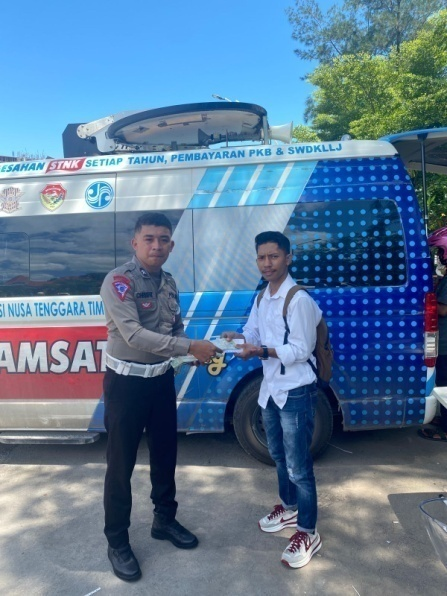 ESAHAN STNK SETIAP TAHUN, PEMBAYARAN PKB & SWDKLLJ
SI NUSA TENGGARA TIM
AMSAT